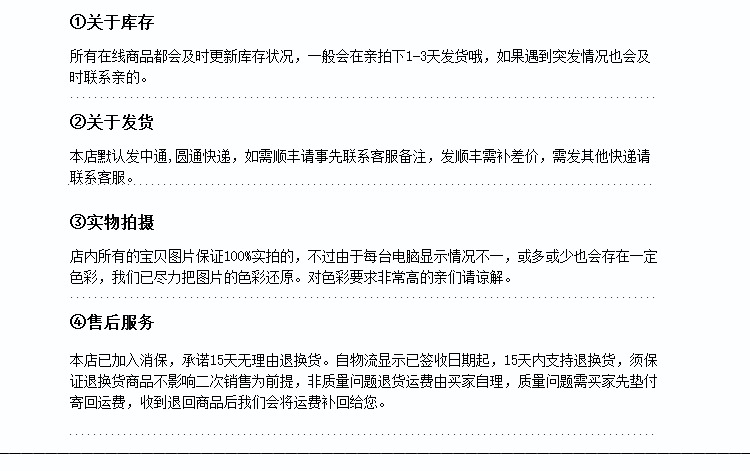 ①关于库存
所有在线商品都会及时更新库存状况，一般会在亲拍下1-3天发货哦，如果遇到突发情况也会及
时联系亲的。
②关于发货
本店默认发中通,圆通快递，如需顺丰请事先联系客服备注，发顺丰需补差价，需发其他快递请
联系客服。
③实物拍摄
店内所有的宝贝图片保证100%实拍的，不过由于每台电脑显示情况不一，或多或少也会存在一定
色彩，我们已尽力把图片的色彩还原。对色彩要求非常高的亲们请谅解。
④售后服务
本店已加入消保，承诺15天无理由退换货。自物流显示已签收日期起，15天内支持退换货，须保
证退换货商品不影响二次销售为前提，非质量问题退货运费由买家自理，质量问题需买家先垫付
寄回运费，收到退回商品后我们会将运费补回给您。